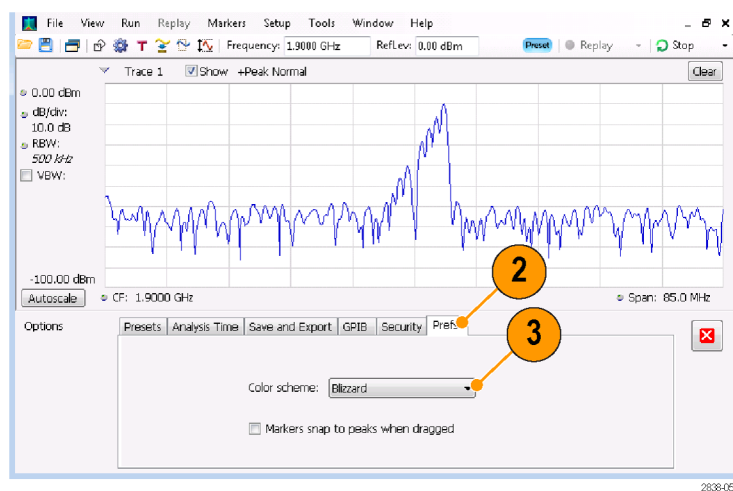 File View Run Replay Markers Setup Tools Window Help
T Frequency: 1.9000 GHz RefLev: 0.00 dBm Preset Replay Stop
Trace 1 Show +Peak Normal Clear
0.00 dBm
dB/div:
10.0 dB
RBW:
500 kHz
VBW:
-100.00 dBm
Autoscale CF: 1.9000 GHz Span: 85.0 MHz
2
Options Presets Analysis Time Save and Export GPIB Security Prefs
3
Color scheme: Blizzard
Markers snap to peaks when dragged
2838-05